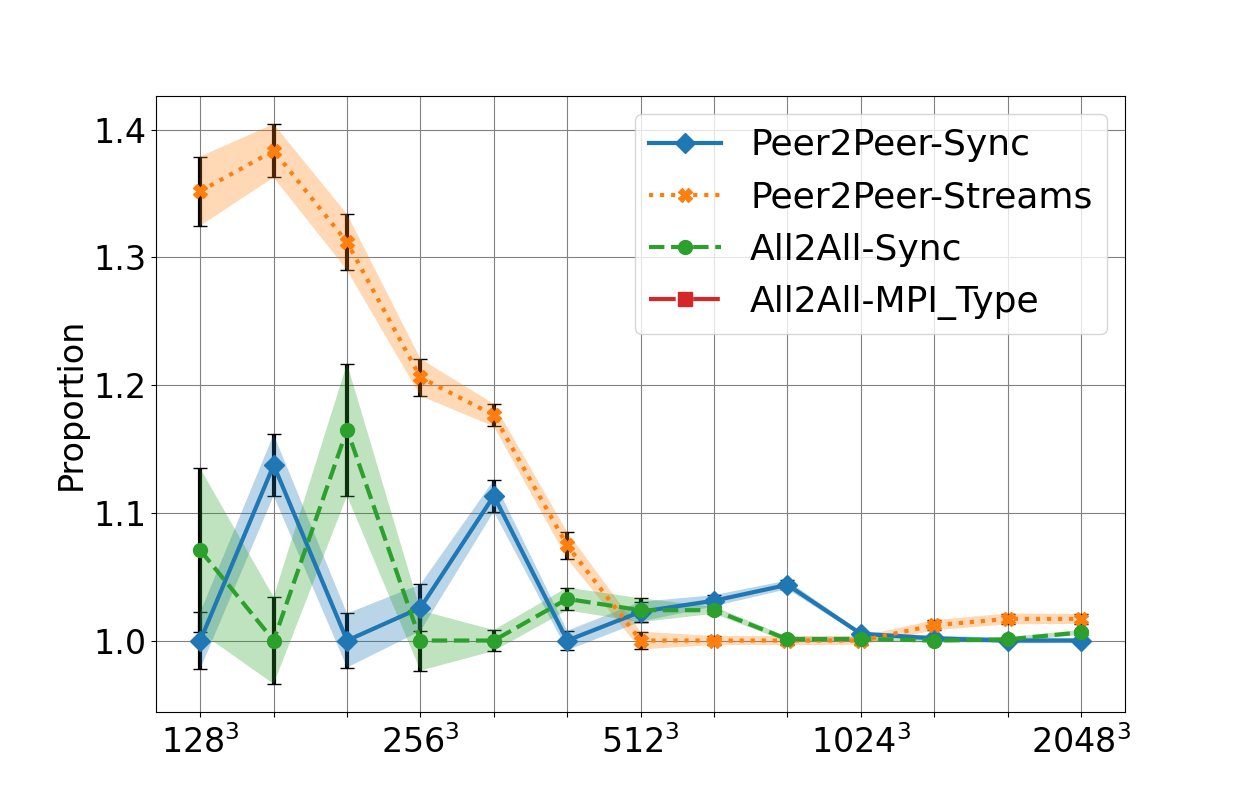 Proportion
1.4
1.3
1.2
1.1
1.0
Peer2Peer-Sync
Peer2Peer-Streams
All2All-Sync
All2All-MPI_Type
128³ 256³ 512³ 1024³ 2048³